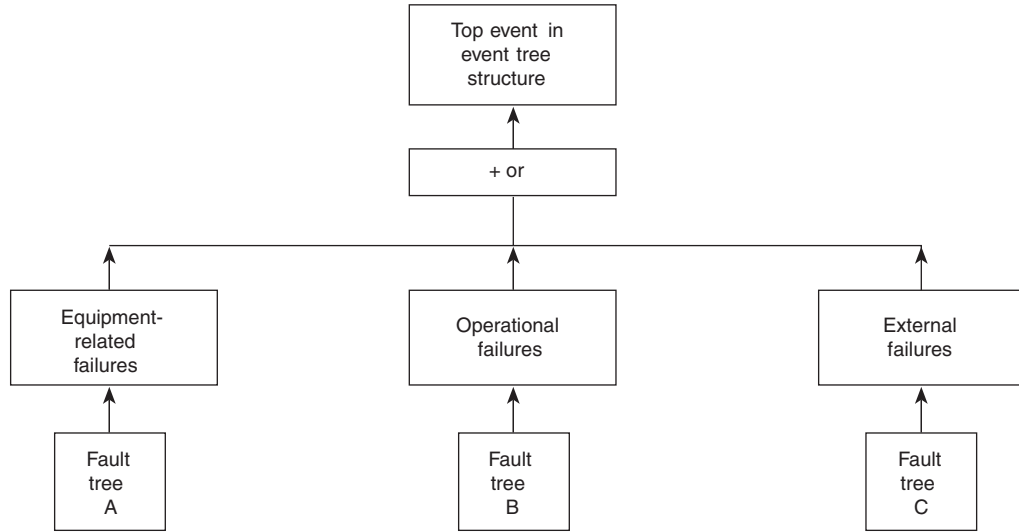 Top event in
event tree
structure
+ or
Equipment-
related
failures
Operational
failures
External
failures
Fault
tree
A
Fault
tree
B
Fault
tree
C